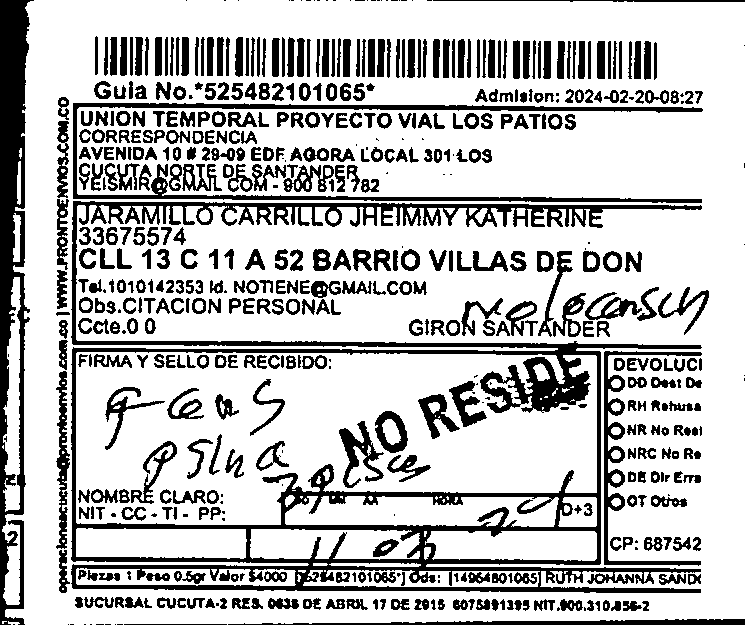 Guia No.*525482101065*
Admision: 2024-02-20-08:27
UNION TEMPORAL PROYECTO VIAL LOS PATIOS
CORRESPONDENCIA
AVENIDA 10 # 29-09 EDF AGORA LOCAL 301 LOS
CUCUTA NORTE DE SANTANDER
YEISMIR@GMAIL COM - 900 812 782
JARAMILLO CARRILLO JHEIMMY KATHERINE
33675574
CLL 13 C 11 A 52 BARRIO VILLAS DE DON
Tel.1010142353 Id. NOTIENE@GMAIL.COM
Obs.CITACION PERSONAL
Ccte.0 0
GIRON SANTANDER
operacionescucuta@prontoenvios.com.co | WWW.PRONTOENVIOS.COM.CO
FIRMA Y SELLO DE RECIBIDO:
NO RESIDE
NOMBRE CLARO:
NIT - CC - TI - PP:
MM AA HORA
D+3
11 03
DEVOLUCI
DD Dest De
RH Rehusa
NR No Resi
NRC No Re
DE Dir Erra
OT Otros
CP: 687542
Piezas 1 Peso 0.5gr Valor $4000 [*525482101065*] Ods: [14964801065] RUTH JOHANNA SAND
SUCURSAL CUCUTA-2 RES. 0636 DE ABRIL 17 DE 2015 6075891395 NIT.900.310.856-2